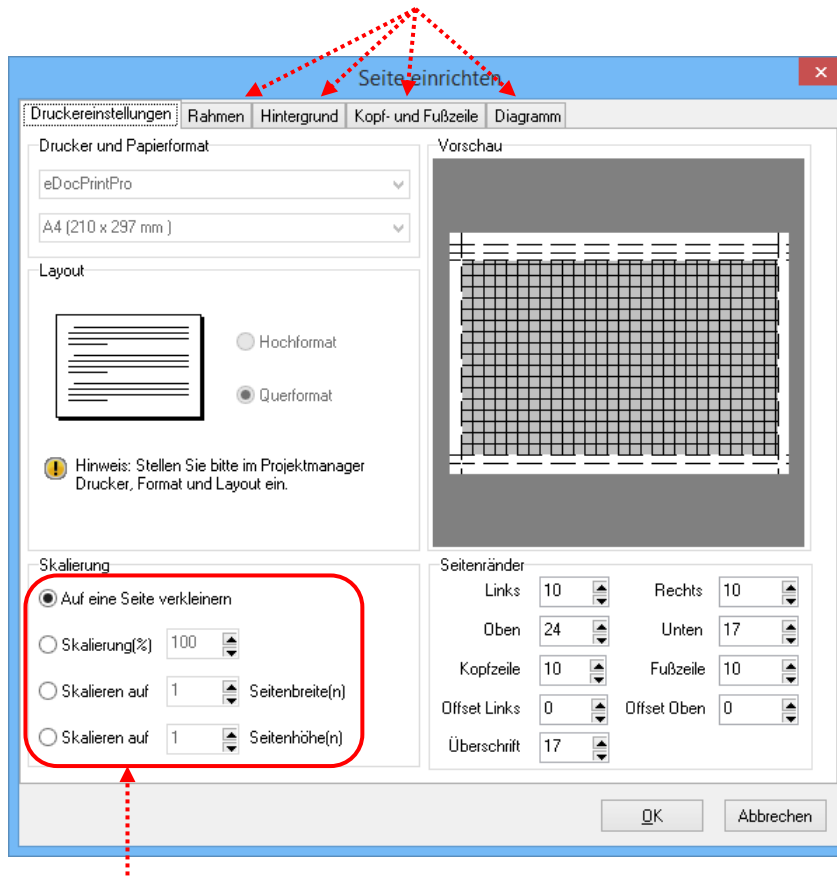 Seite einrichten
Druckereinstellungen Rahmen Hintergrund Kopf- und Fußzeile Diagramm
Drucker und Papierformat
eDocPrintPro
A4 (210 x 297 mm )
Layout
Hochformat
Querformat
Hinweis: Stellen Sie bitte im Projektmanager
Drucker, Format und Layout ein.
Vorschau
Skalierung
Auf eine Seite verkleinern
Skalierung(%) 100
Skalieren auf 1 Seitenbreite(n)
Skalieren auf 1 Seitenhöhe(n)
Seitenränder
Links 10 Rechts 10
Oben 24 Unten 17
Kopfzeile 10 Fußzeile 10
Offset Links 0 Offset Oben 0
Überschrift 17
OK Abbrechen